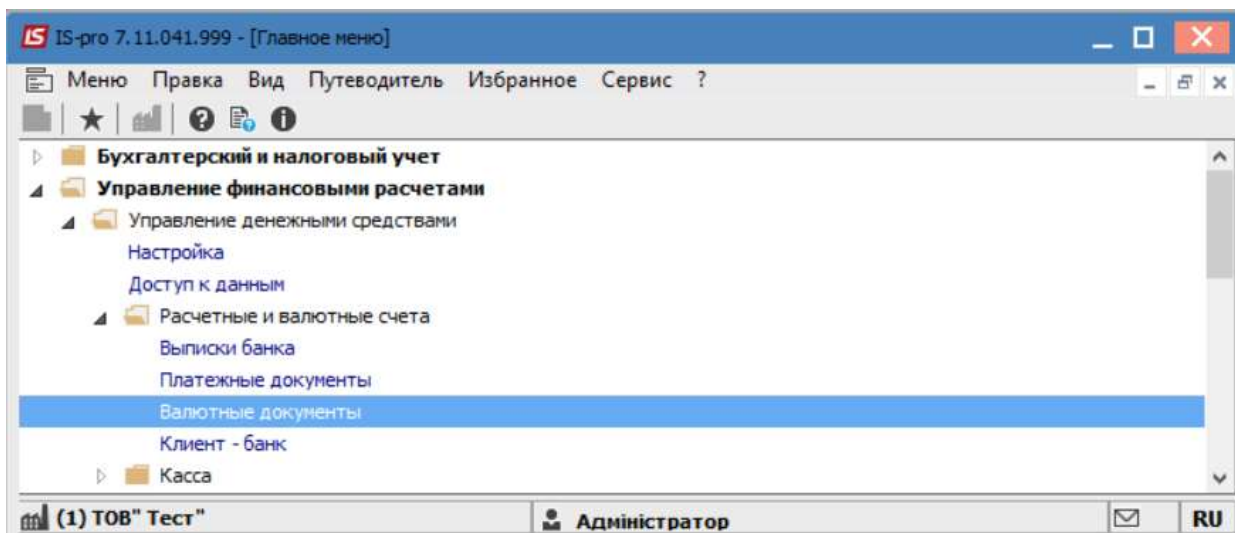 IS IS-pro 7.11.041.999 - [Главное меню]
Меню Правка Вид Путеводитель Избранное Сервис ?
Бухгалтерский и налоговый учет
Управление финансовыми расчетами
Управление денежными средствами
Настройка
Доступ к данным
Расчетные и валютные счета
Выписки банка
Платежные документы
Валютные документы
Клиент - банк
Касса
(1) ТОВ" Тест" Адміністратор RU